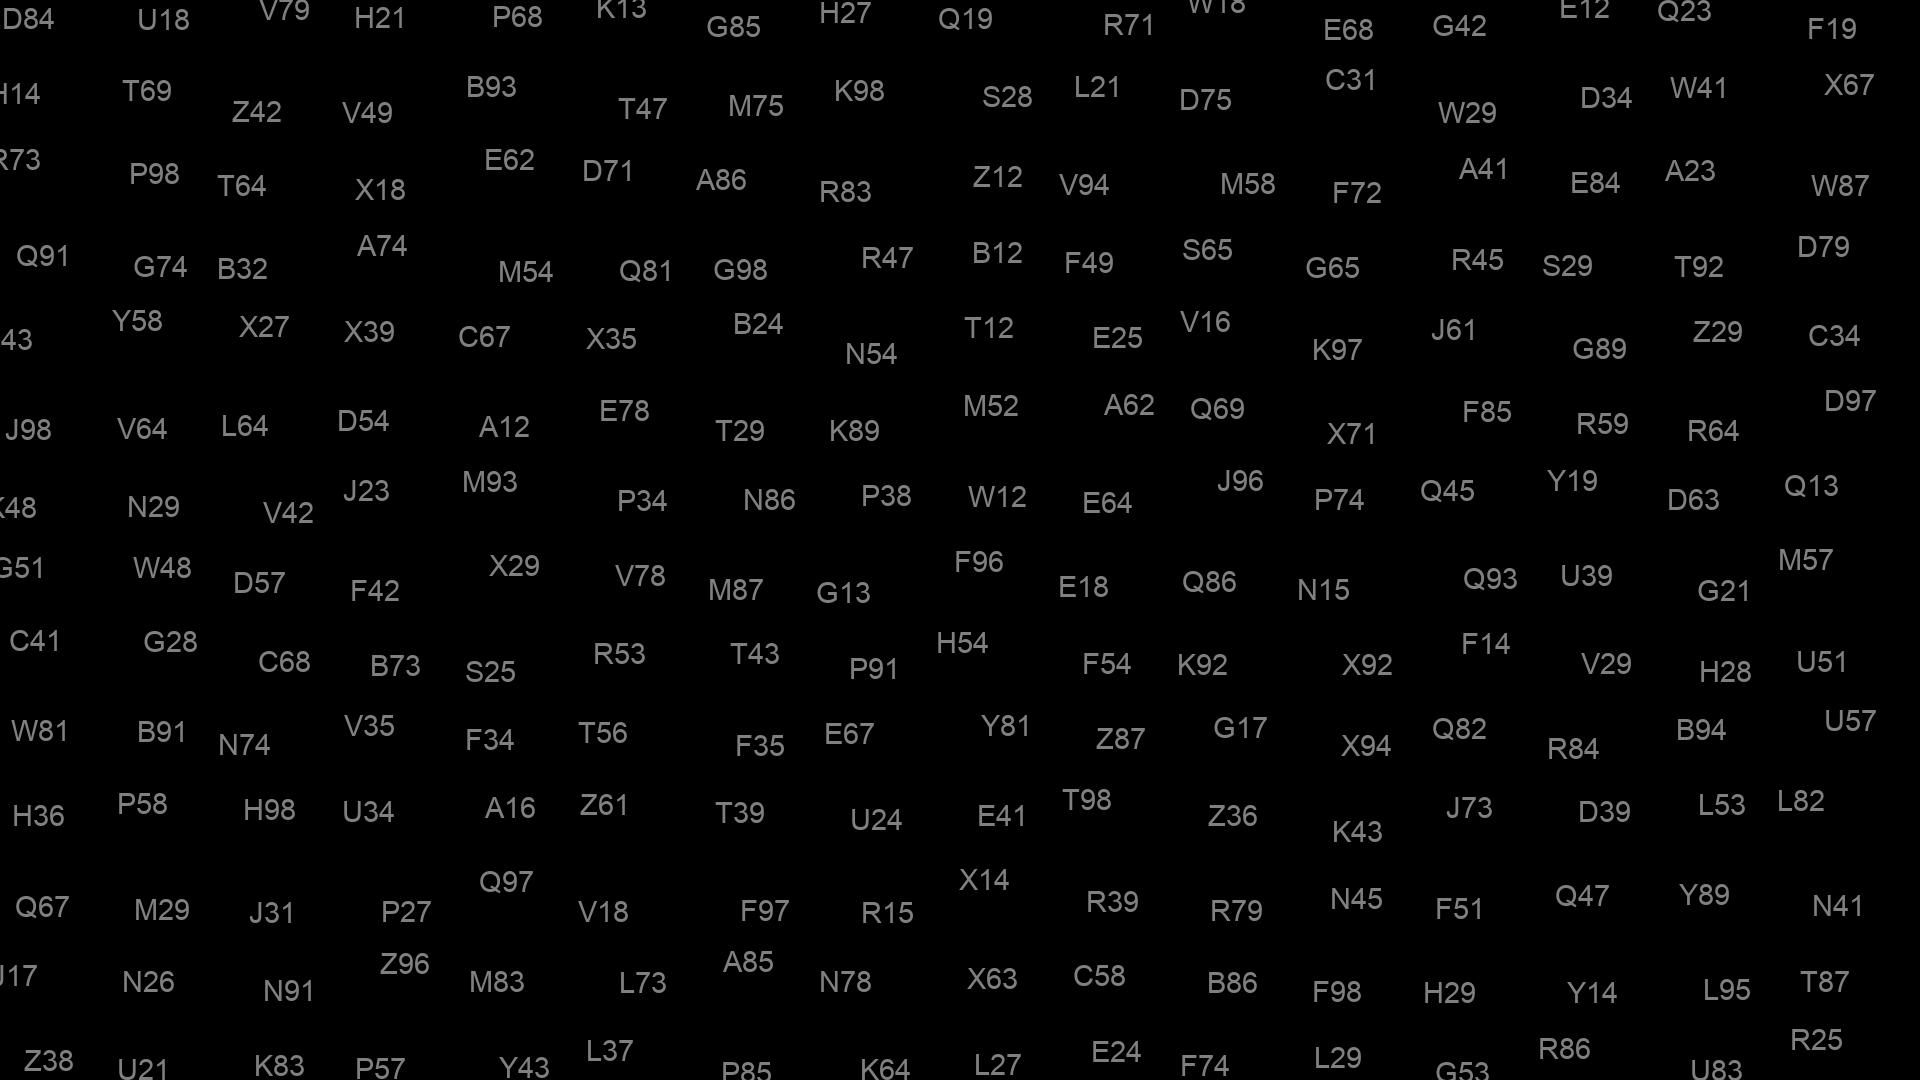 D84 U18 V79 H21 P68 K13 G85 H27 Q19 R71 W18 E68 G42 E12 Q23 F19
H14 T69 Z42 V49 B93 T47 M75 K98 S28 L21 D75 C31 W29 D34 W41 X67
R73 P98 T64 X18 E62 D71 A86 R83 Z12 V94 M58 F72 A41 E84 A23 W87
Q91 G74 B32 A74 M54 Q81 G98 R47 B12 F49 S65 G65 R45 S29 T92 D79
43 Y58 X27 X39 C67 X35 B24 N54 T12 E25 V16 K97 J61 G89 Z29 C34
J98 V64 L64 D54 A12 E78 T29 K89 M52 A62 Q69 X71 F85 R59 R64 D97
K48 N29 V42 J23 M93 P34 N86 P38 W12 E64 J96 P74 Q45 Y19 D63 Q13
G51 W48 D57 F42 X29 V78 M87 G13 F96 E18 Q86 N15 Q93 U39 G21 M57
C41 G28 C68 B73 S25 R53 T43 P91 H54 F54 K92 X92 F14 V29 H28 U51
W81 B91 N74 V35 F34 T56 F35 E67 Y81 Z87 G17 X94 Q82 R84 B94 U57
H36 P58 H98 U34 A16 Z61 T39 U24 E41 T98 Z36 K43 J73 D39 L53 L82
Q67 M29 J31 P27 Q97 V18 F97 R15 X14 R39 R79 N45 F51 Q47 Y89 N41
17 N26 N91 Z96 M83 L73 A85 N78 X63 C58 B86 F98 H29 Y14 L95 T87
Z38 U21 K83 P57 Y43 L37 P85 K64 L27 E24 F74 L29 G53 R86 U83 R25